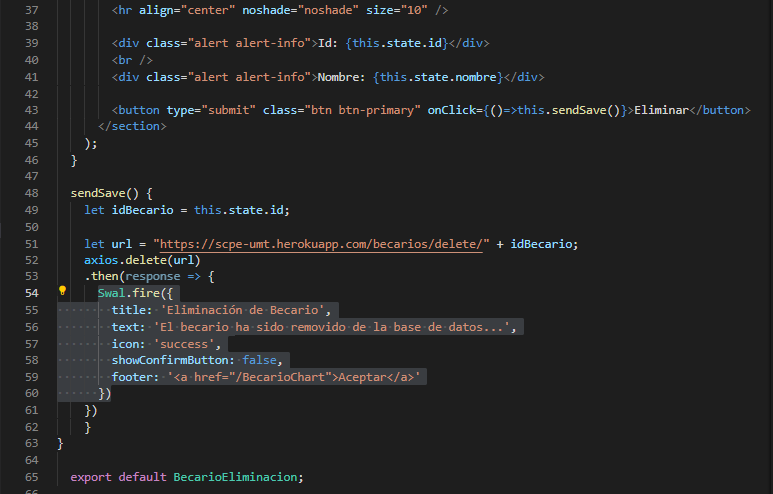 37 <hr align="center" noshade="noshade" size="10" />
38
39 <div class="alert alert-info">Id: {this.state.id}</div>
40 <br />
41 <div class="alert alert-info">Nombre: {this.state.nombre}</div>
42
43 <button type="submit" class="btn btn-primary" onClick={()=>this.sendSave()}>Eliminar</button>
44 </section>
45 );
46 }
47
48 sendSave() {
49 let idBecario = this.state.id;
50
51 let url = "https://scpe-umt.herokuapp.com/becarios/delete/" + idBecario;
52 axios.delete(url)
53 .then(response => {
54 Swal.fire({
55 title: 'Eliminación de Becario',
56 text: 'El becario ha sido removido de la base de datos...',
57 icon: 'success',
58 showConfirmButton: false,
59 footer: '<a href="/BecarioChart">Aceptar</a>'
60 })
61 })
62 }
63 }
64
65 export default BecarioEliminacion;
66